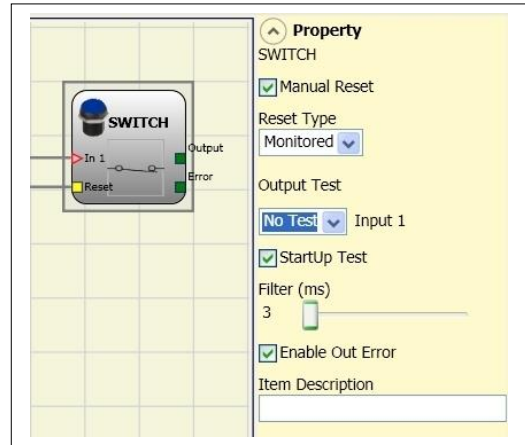 SWITCH
In 1
Output
Reset
Error
Property
SWITCH
Manual Reset
Reset Type
Monitored
Output Test
No Test Input 1
StartUp Test
Filter (ms)
3
Enable Out Error
Item Description